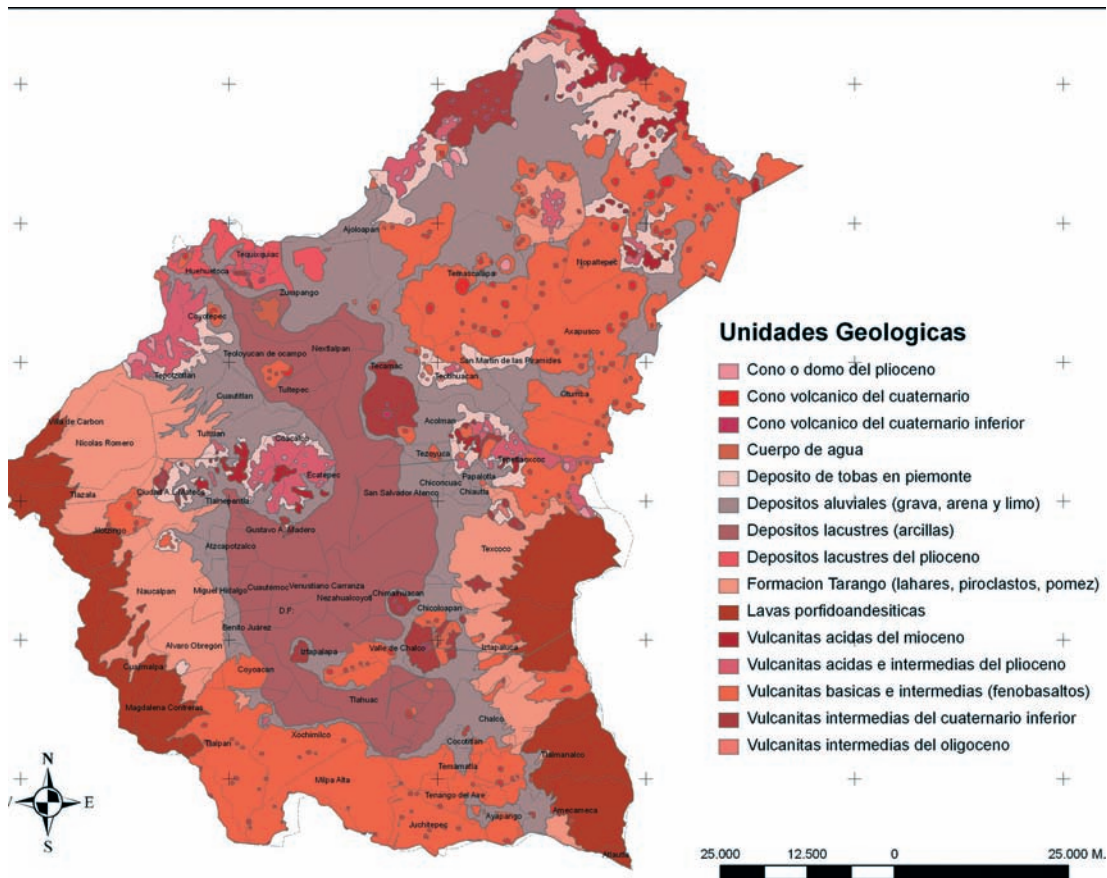 Ajoloapan
Tequixquiac
Huehuetoca
Zumpango
Temascalapa
Nopaltepec
Coyotepec
Axapusco
Teoloyucan de ocampo
Nextlalpan
San Martin de las Piramides
Tepotzotlan
Tecamac
Teotihuacan
Tultepec
Cuautitlan
Otumba
Acolman
Villa de Carbon
Tultitlan
Nicolas Romero
Coacalco
Tezoyuca
Tepetlaoxtoc
Ecatepec
Papalotla
Chiconcuac
Tlazala
Ciudad A.
Tlalnepantla
San Salvador Atenco
Chiautla
Gustavo A. Madero
Atzcapotzalco
Texcoco
Naucalpan
Miguel Hidalgo
Cuautemoc
Venustiano Carranza
Chimalhuacan
Nezahualcoyotl
D.F.
Chicoloapan
Benito Juárez
Alvaro Obregon
Iztapalapa
Valle de Chalco
Iztapaluca
Cuajimalpa
Coyoacan
Tlahuac
Magdalena Contreras
Chalco
Xochimilco
Tlalpan
Cocotitlan
Tlalmanalco
Temamatla
Milpa Alta
Tenango del Aire
Ayapango
Amecameca
Juchitepec
Atlautla
Unidades Geologicas
Cono o domo del plioceno
Cono volcanico del cuaternario
Cono volcanico del cuaternario inferior
Cuerpo de agua
Deposito de tobas en piemonte
Depositos aluviales (grava, arena y limo)
Depositos lacustres (arcillas)
Depositos lacustres del plioceno
Formacion Tarango (lahares, piroclastos, pomez)
Lavas porfidoandesiticas
Vulcanitas acidas del mioceno
Vulcanitas acidas e intermedias del plioceno
Vulcanitas basicas e intermedias (fenobasaltos)
Vulcanitas intermedias del cuaternario inferior
Vulcanitas intermedias del oligoceno
N
E
S
25.000 12.500 0 25.000 M.